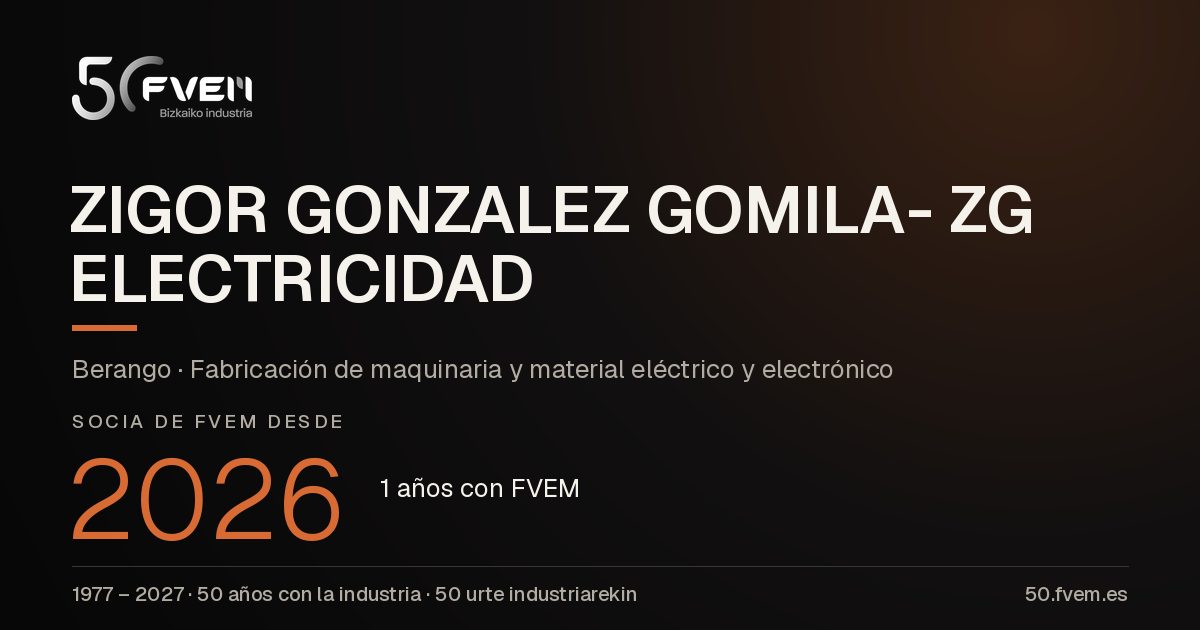 50 FVEM
Bizkaiko industria
ZIGOR GONZALEZ GOMILA- ZG
ELECTRICIDAD
Berango · Fabricación de maquinaria y material eléctrico y electrónico
SOCIA DE FVEM DESDE
2026
1 años con FVEM
1977 – 2027 · 50 años con la industria · 50 urte industriarekin
50.fvem.es